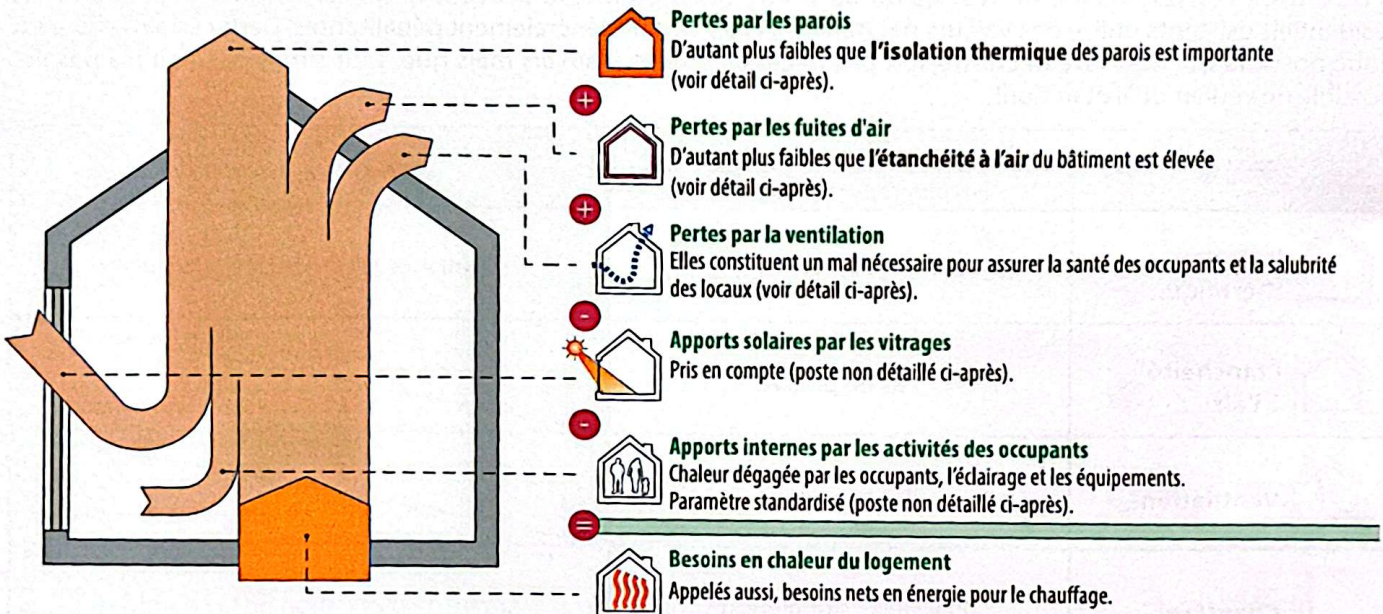 Pertes par les parois
D'autant plus faibles que l'isolation thermique des parois est importante
(voir détail ci-après).
+
Pertes par les fuites d'air
D'autant plus faibles que l'étanchéité à l'air du bâtiment est élevée
(voir détail ci-après).
+
Pertes par la ventilation
Elles constituent un mal nécessaire pour assurer la santé des occupants et la salubrité
des locaux (voir détail ci-après).
-
Apports solaires par les vitrages
Pris en compte (poste non détaillé ci-après).
-
Apports internes par les activités des occupants
Chaleur dégagée par les occupants, l'éclairage et les équipements.
Paramètre standardisé (poste non détaillé ci-après).
=
Besoins en chaleur du logement
Appelés aussi, besoins nets en énergie pour le chauffage.